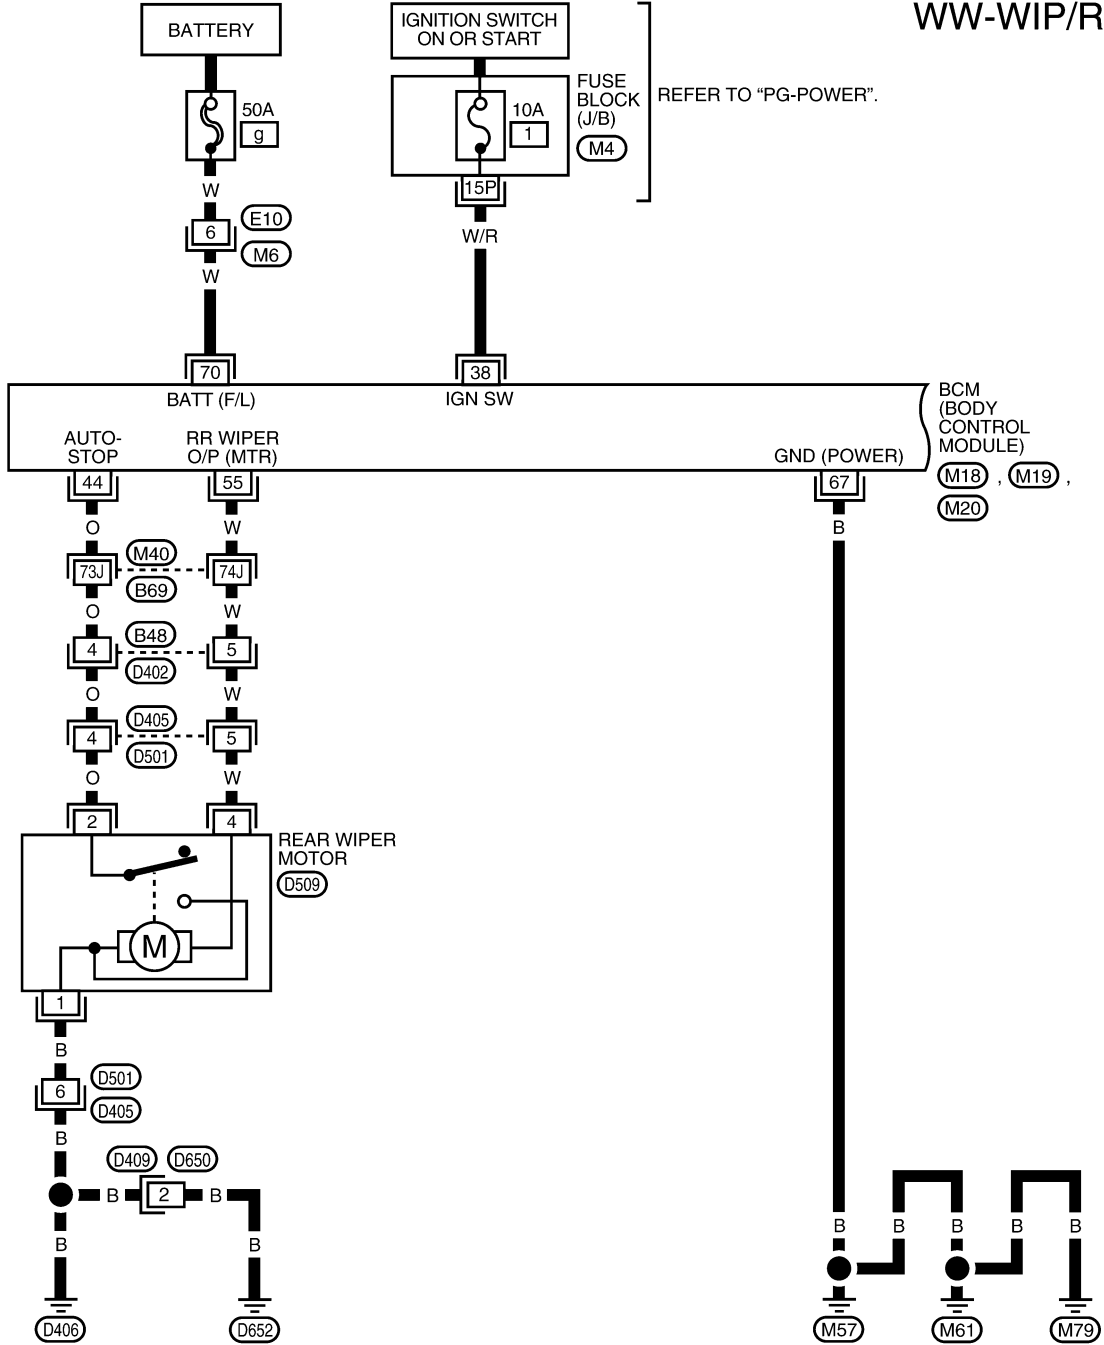 WW-WIP/R
BATTERY
IGNITION SWITCH
ON OR START
50A
g
10A
1
FUSE
BLOCK
(J/B)
M4
REFER TO “PG-POWER”.
W
15P
6
E10
M6
W/R
W
70
38
BATT (F/L)
IGN SW
BCM
(BODY
CONTROL
MODULE)
M18 , M19 ,
M20
AUTO-
STOP
RR WIPER
O/P (MTR)
GND (POWER)
44
55
67
O
W
B
73J
M40
B69
74J
O
W
4
B48
D402
5
O
W
4
D405
D501
5
O
W
2
4
REAR WIPER
MOTOR
D509
M
1
B
6
D501
D405
B
D409
D650
B
2
B
B
B
D406
D652
B
B
B
B
B
M57
M61
M79